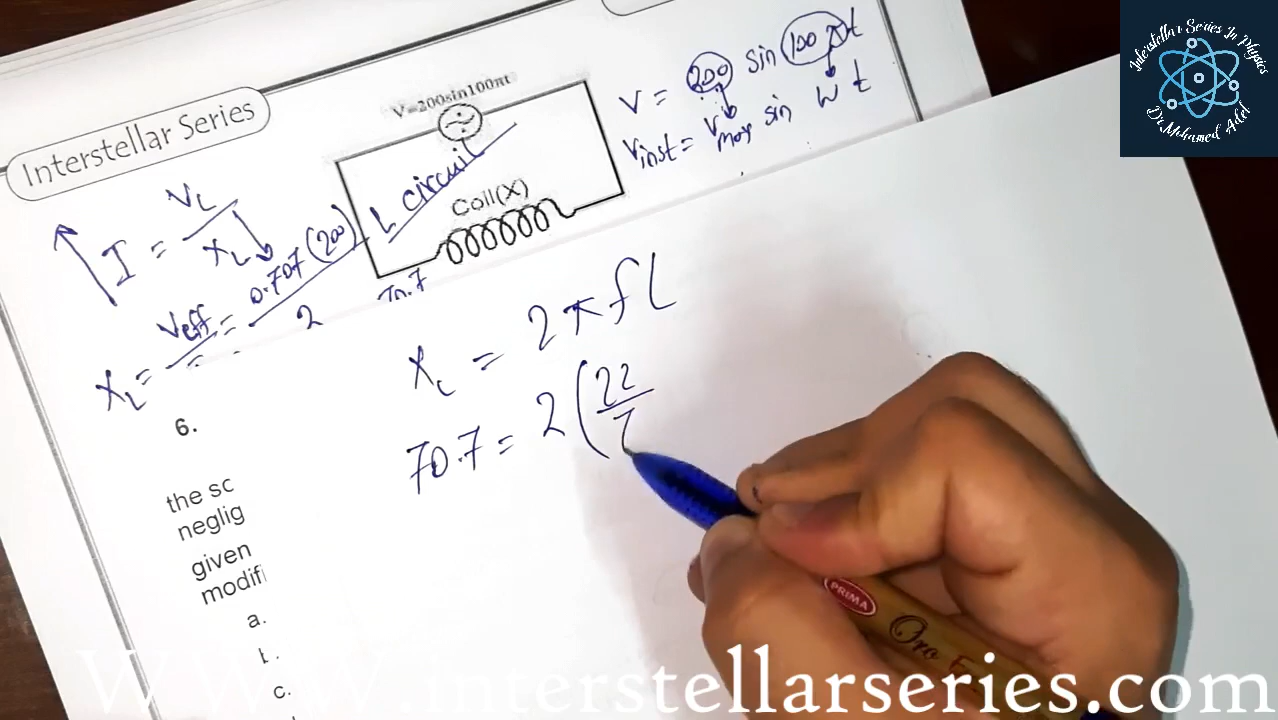 Interstellar Series In Physics
Dr. Mohamed Adel
Interstellar Series
V=200sin100πt
Coil(X)
L circuit
V = 200 sin 100 π t
Vinst = Vmax sin W t
I = VL / XL
XL = Veff / = 0.707 (200) / 2
70.7
XL = 2 π f L
70.7 = 2 ( 22 / 7
6.
the sc
neglig
given
modifi
a.
c.
PRIMA
Oro
WWW.interstellarseries.com